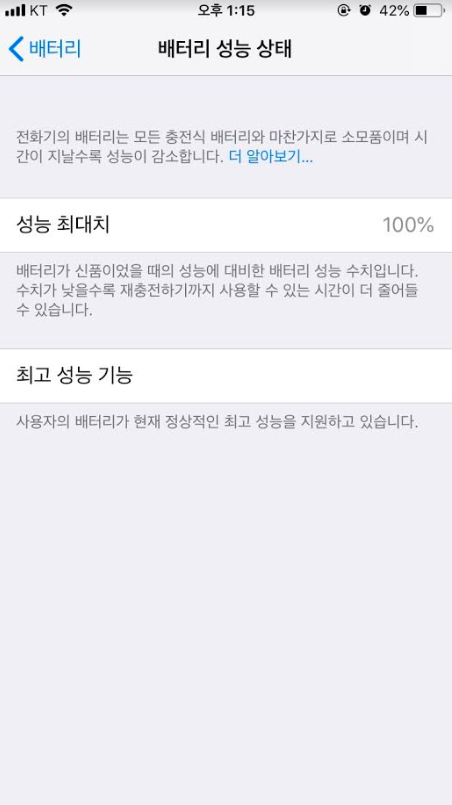 KT 오후 1:15 42%
배터리 배터리 성능 상태
전화기의 배터리는 모든 충전식 배터리와 마찬가지로 소모품이며 시
간이 지날수록 성능이 감소합니다. 더 알아보기...
성능 최대치 100%
배터리가 신품이었을 때의 성능에 대비한 배터리 성능 수치입니다.
수치가 낮을수록 재충전하기까지 사용할 수 있는 시간이 더 줄어들
수 있습니다.
최고 성능 기능
사용자의 배터리가 현재 정상적인 최고 성능을 지원하고 있습니다.